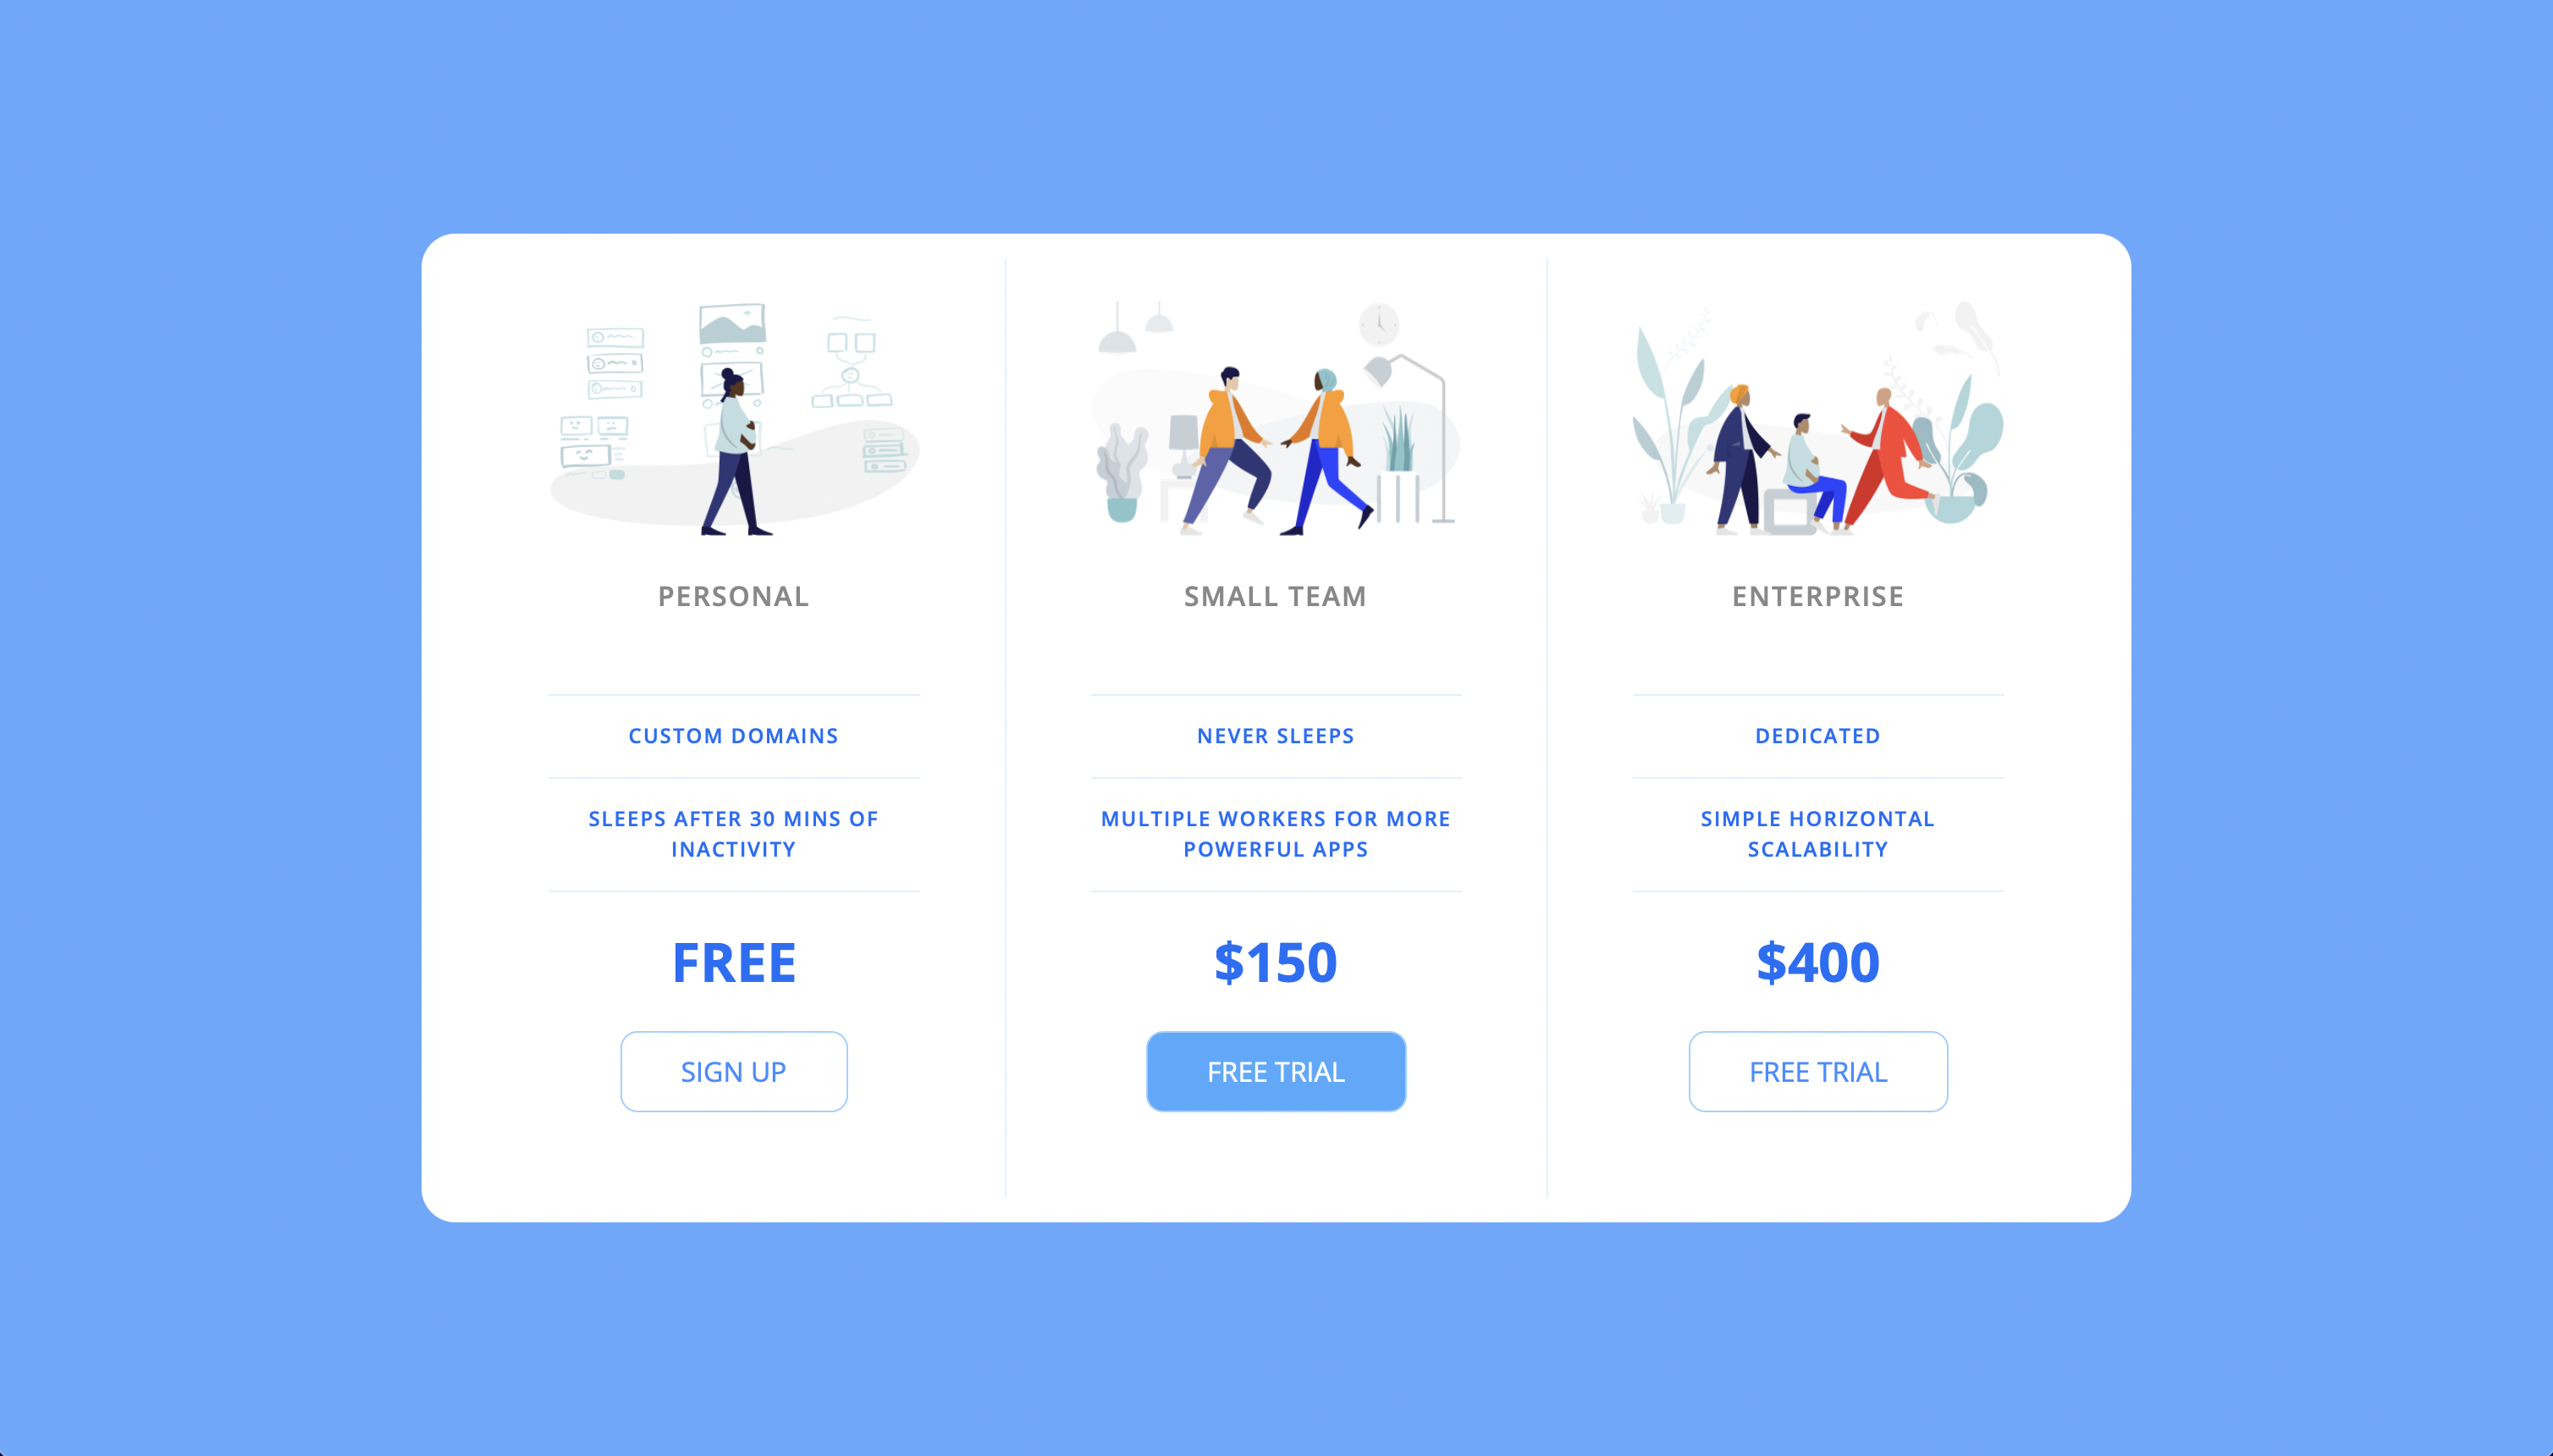 PERSONAL
CUSTOM DOMAINS
SLEEPS AFTER 30 MINS OF
INACTIVITY
FREE
SIGN UP
SMALL TEAM
NEVER SLEEPS
MULTIPLE WORKERS FOR MORE
POWERFUL APPS
$150
FREE TRIAL
ENTERPRISE
DEDICATED
SIMPLE HORIZONTAL
SCALABILITY
$400
FREE TRIAL